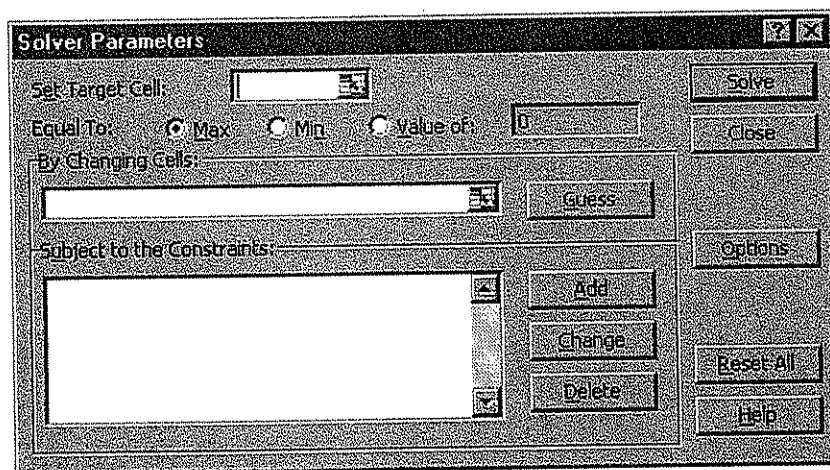 Solver Parameters
Set Target Cell:
Solve
Equal To: Max Min Value of: 0
Close
By Changing Cells:
Guess
Subject to the Constraints:
Options
Add
Change
Reset All
Delete
Help